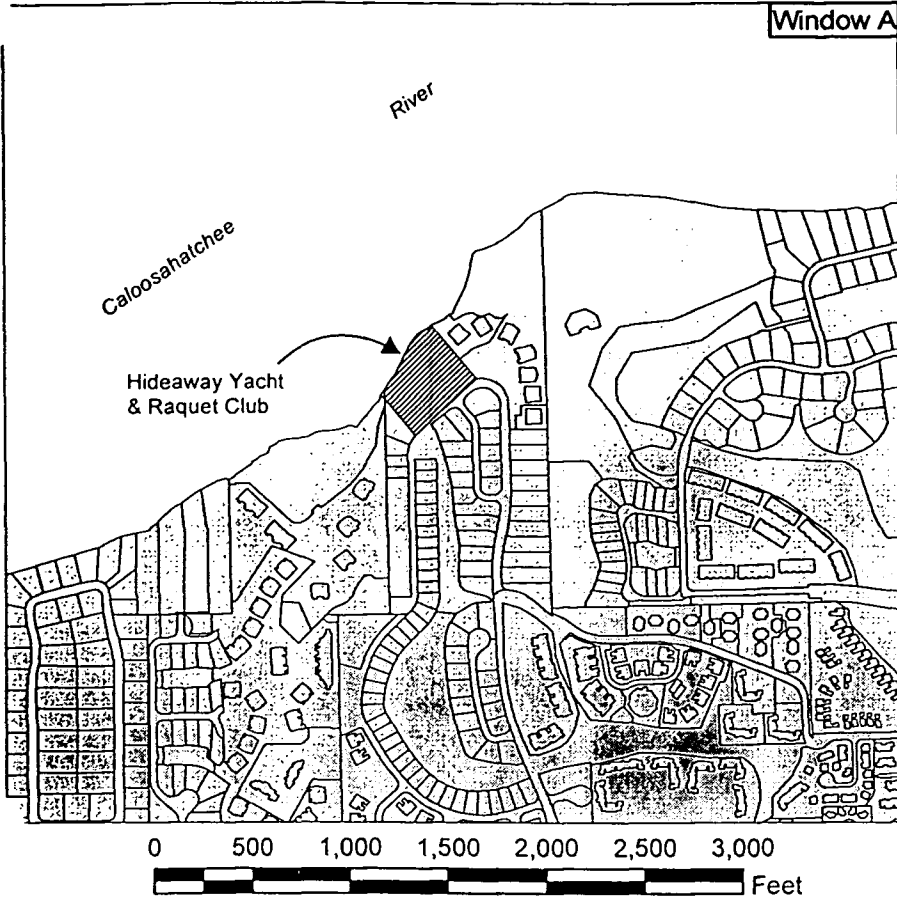 Window A
River
Caloosahatchee
Hideaway Yacht
& Raquet Club
0 500 1,000 1,500 2,000 2,500 3,000
Feet